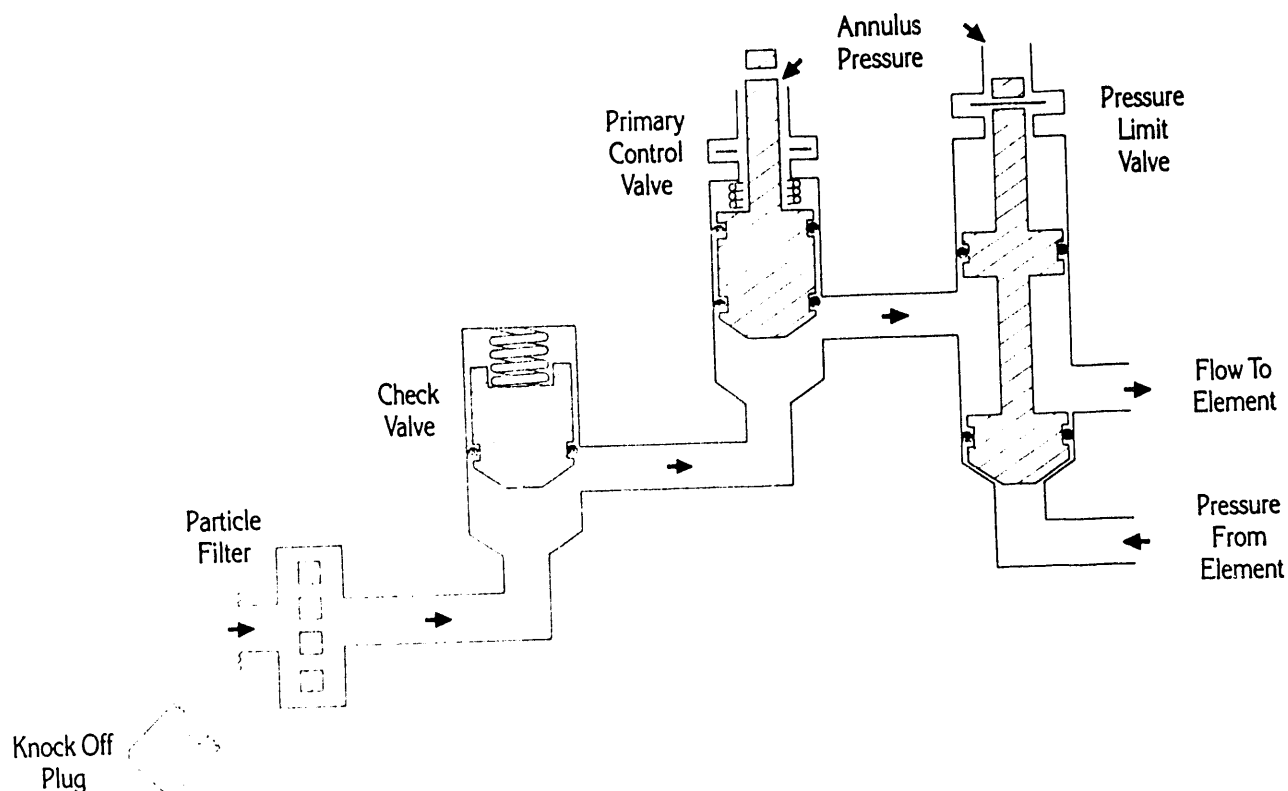 Annulus
Pressure
Primary
Control
Valve
Pressure
Limit
Valve
Check
Valve
Flow To
Element
Particle
Filter
Pressure
From
Element
Knock Off
Plug